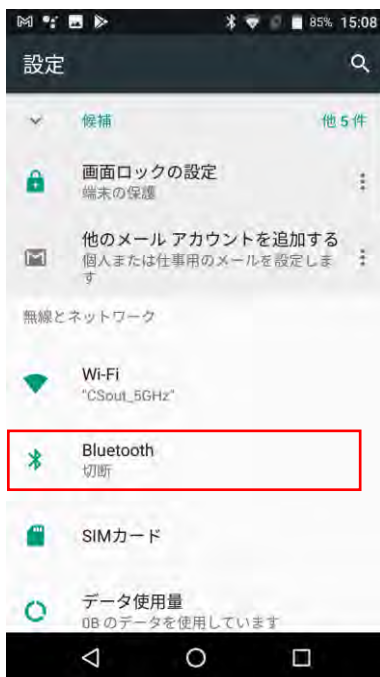 85% 15:08
設定
候補 他 5 件
画面ロックの設定
端末の保護
他のメール アカウントを追加する
個人または仕事用のメールを設定しま
す
無線とネットワーク
Wi-Fi
"CSout_5GHz"
Bluetooth
切断
SIMカード
データ使用量
0B のデータを使用しています